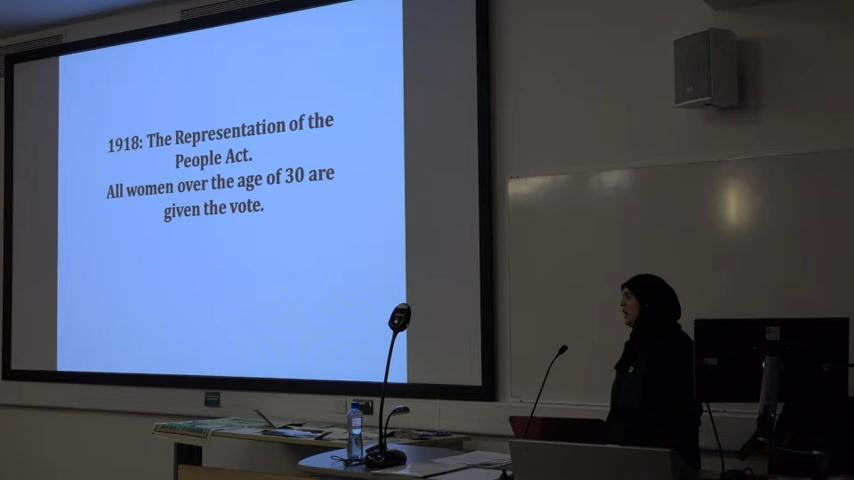 1918: The Representation of the
People Act.
All women over the age of 30 are
given the vote.